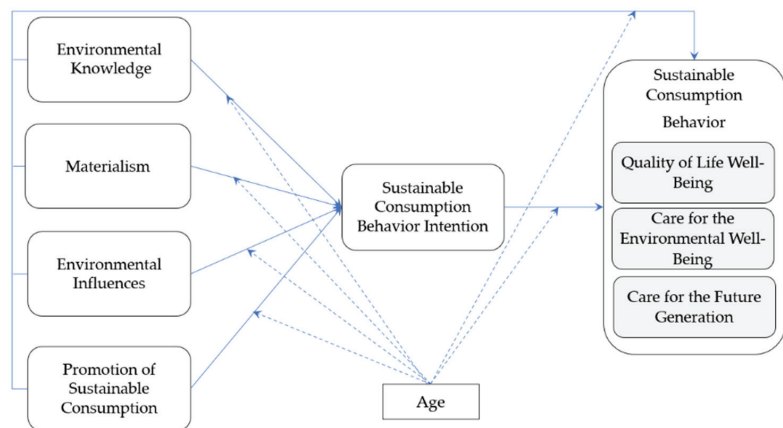 Environmental
Knowledge
Materialism
Environmental
Influences
Promotion of
Sustainable
Consumption
Sustainable
Consumption
Behavior Intention
Age
Sustainable
Consumption
Behavior
Quality of Life Well-
Being
Care for the
Environmental Well-
Being
Care for the Future
Generation